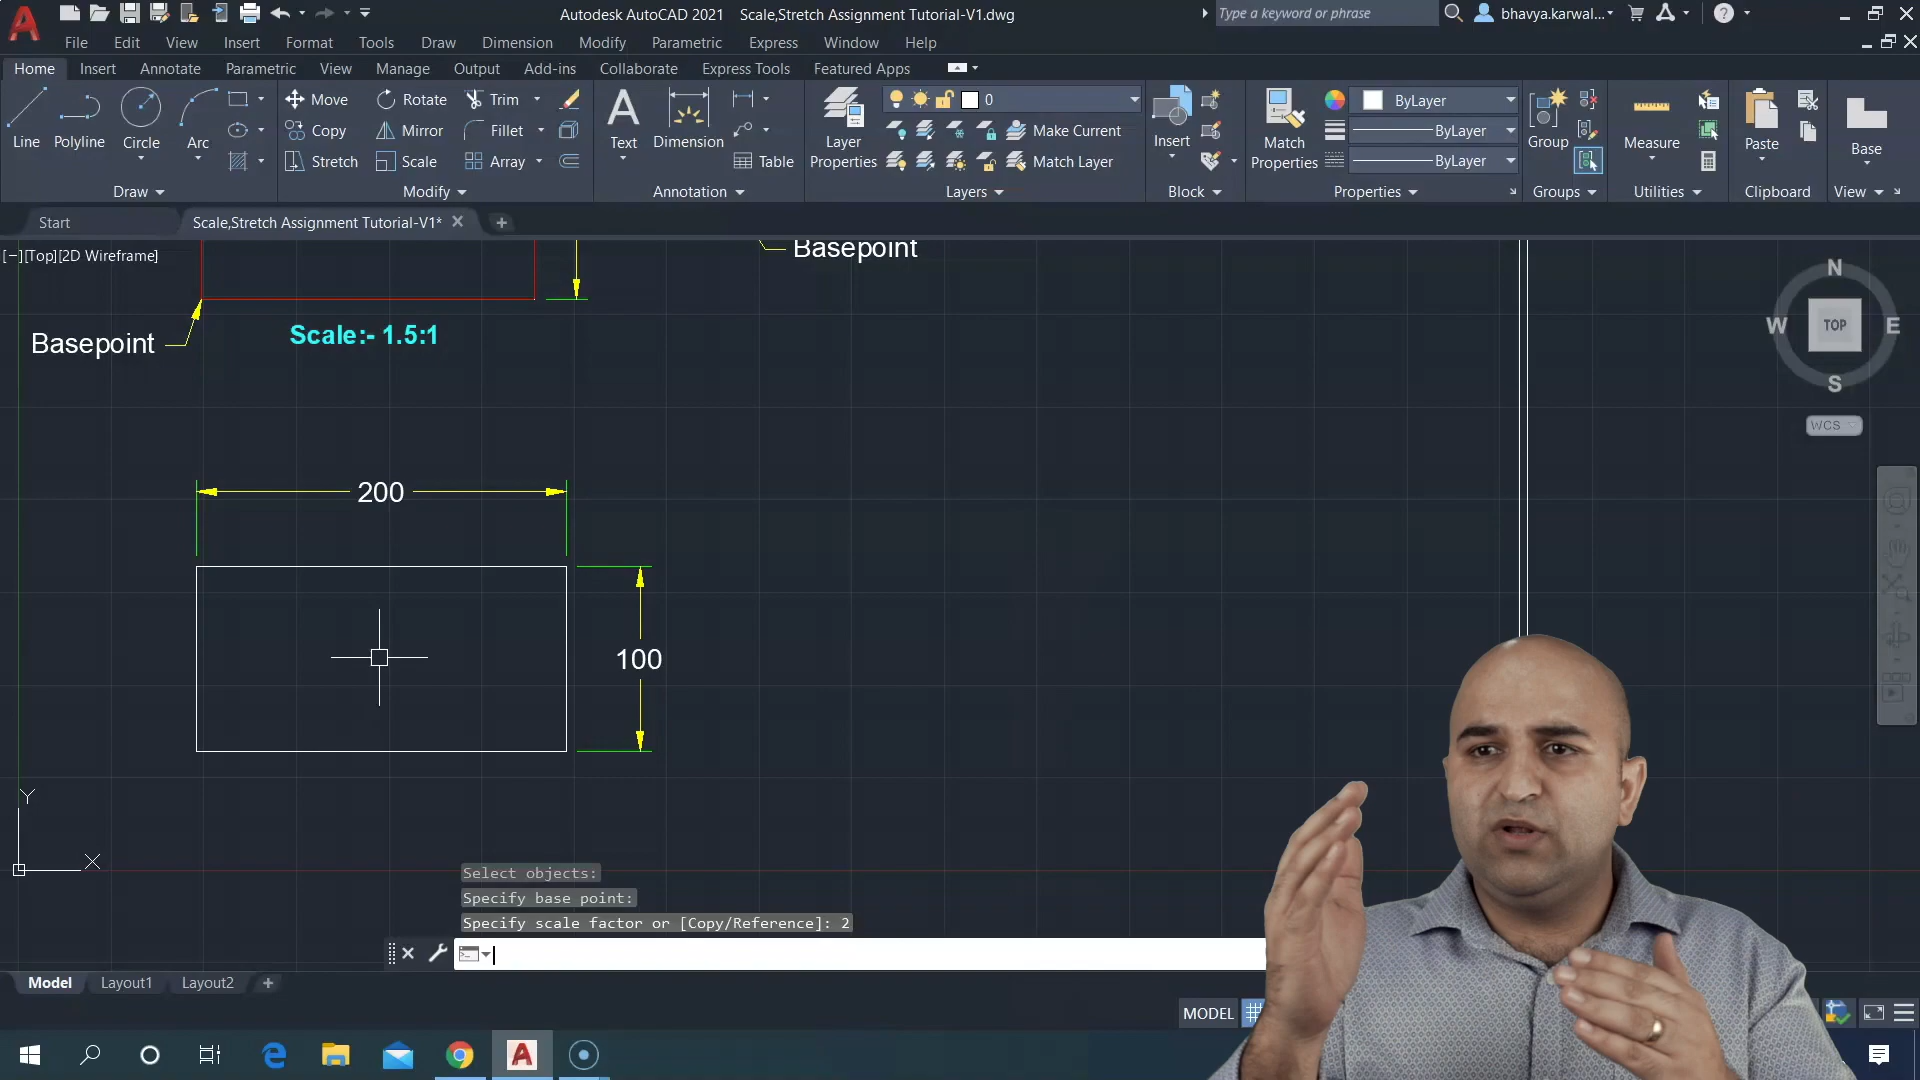 Autodesk AutoCAD 2021 Scale,Stretch Assignment Tutorial-V1.dwg
Type a keyword or phrase
bhavya.karwal...
File Edit View Insert Format Tools Draw Dimension Modify Parametric Express Window Help
Home Insert Annotate Parametric View Manage Output Add-ins Collaborate Express Tools Featured Apps
Line Polyline Circle Arc
Move Rotate Trim
Copy Mirror Fillet
Stretch Scale Array
Text Dimension Table
Layer Properties
0
Make Current
Match Layer
Insert
Match Properties
ByLayer
ByLayer
ByLayer
Group
Measure
Paste
Base
Draw Modify Annotation Layers Block Properties Groups Utilities Clipboard View
Start Scale,Stretch Assignment Tutorial-V1*
[−][Top][2D Wireframe]
Basepoint
Basepoint
Scale:- 1.5:1
N
W TOP E
S
WCS
200
100
Y
X
Select objects:
Specify base point:
Specify scale factor or [Copy/Reference]: 2
Model Layout1 Layout2
MODEL